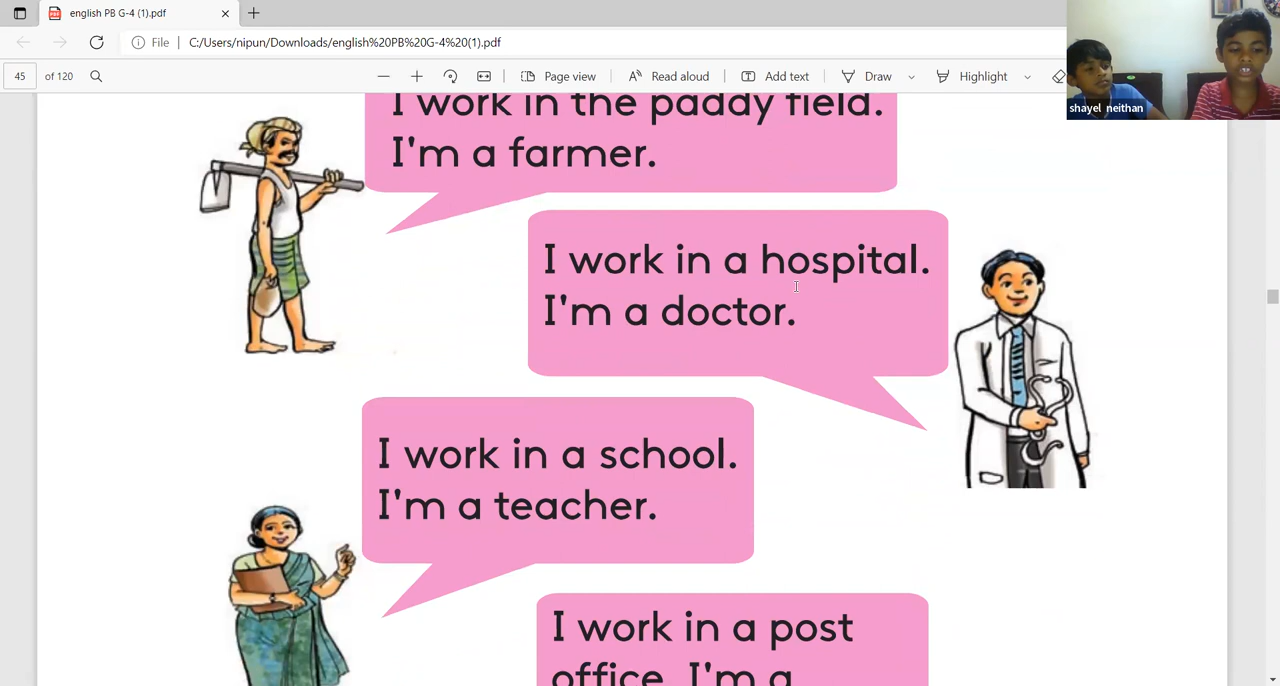 english PB G-4 (1).pdf
File
C:/Users/nipun/Downloads/english%20PB%20G-4%20(1).pdf
45
of 120
Page view
Read aloud
Add text
Draw
Highlight
shayel neithan
I work in the paddy field.
I'm a farmer.
I work in a hospital.
I'm a doctor.
I work in a school.
I'm a teacher.
I work in a post
office. I'm a